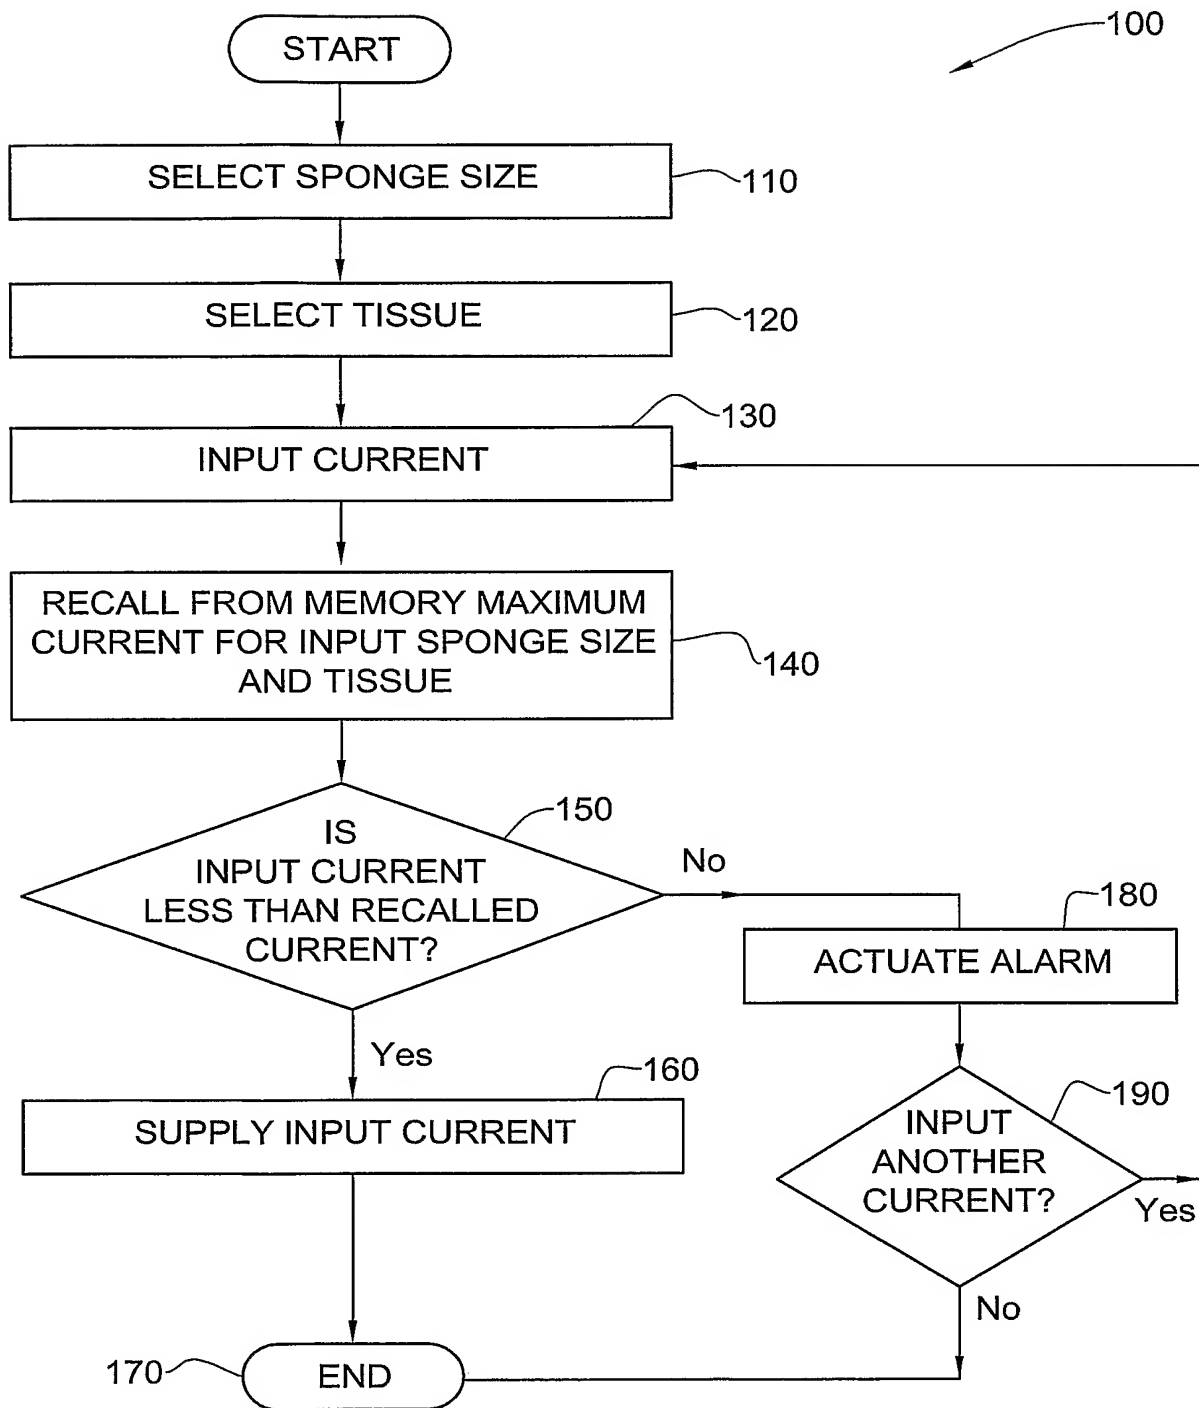 START
100
SELECT SPONGE SIZE
110
SELECT TISSUE
120
130
INPUT CURRENT
RECALL FROM MEMORY MAXIMUM
CURRENT FOR INPUT SPONGE SIZE
AND TISSUE
140
150
IS
INPUT CURRENT
LESS THAN RECALLED
CURRENT?
No
180
ACTUATE ALARM
Yes
160
SUPPLY INPUT CURRENT
190
INPUT
ANOTHER
CURRENT?
Yes
No
170
END